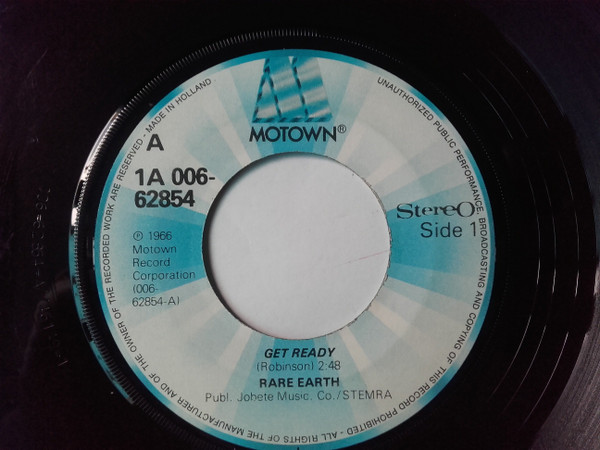 MOTOWN®
A
1A 006-
62854
℗ 1966
Motown
Record
Corporation
(006-
62854-A)
StereO
Side 1
GET READY
(Robinson) 2:48
RARE EARTH
Publ. Jobete Music. Co./STEMRA
ALL RIGHTS OF THE MANUFACTURER AND OF THE OWNER OF THE RECORDED WORK ARE RESERVED - MADE IN HOLLAND
UNAUTHORIZED PUBLIC PERFORMANCE, BROADCASTING AND COPYING OF THIS RECORD PROHIBITED -